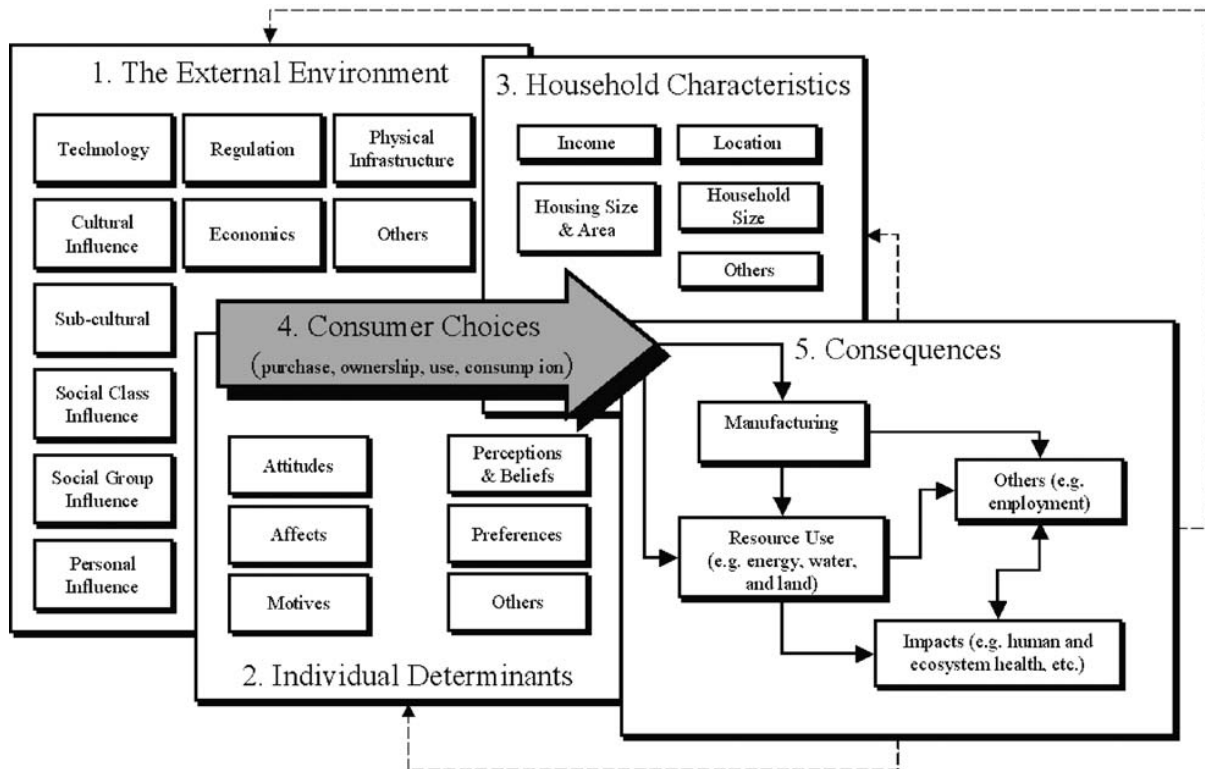 1. The External Environment
Technology
Regulation
Physical
Infrastructure
Cultural
Influence
Economics
Others
Sub-cultural
Social Class
Influence
Social Group
Influence
Personal
Influence
3. Household Characteristics
Income
Location
Housing Size
& Area
Household
Size
Others
4. Consumer Choices
(purchase, ownership, use, consump ion)
Attitudes
Perceptions
& Beliefs
Affects
Preferences
Motives
Others
2. Individual Determinants
5. Consequences
Manufacturing
Others (e.g.
employment)
Resource Use
(e.g. energy, water,
and land)
Impacts (e.g. human and
ecosystem health, etc.)